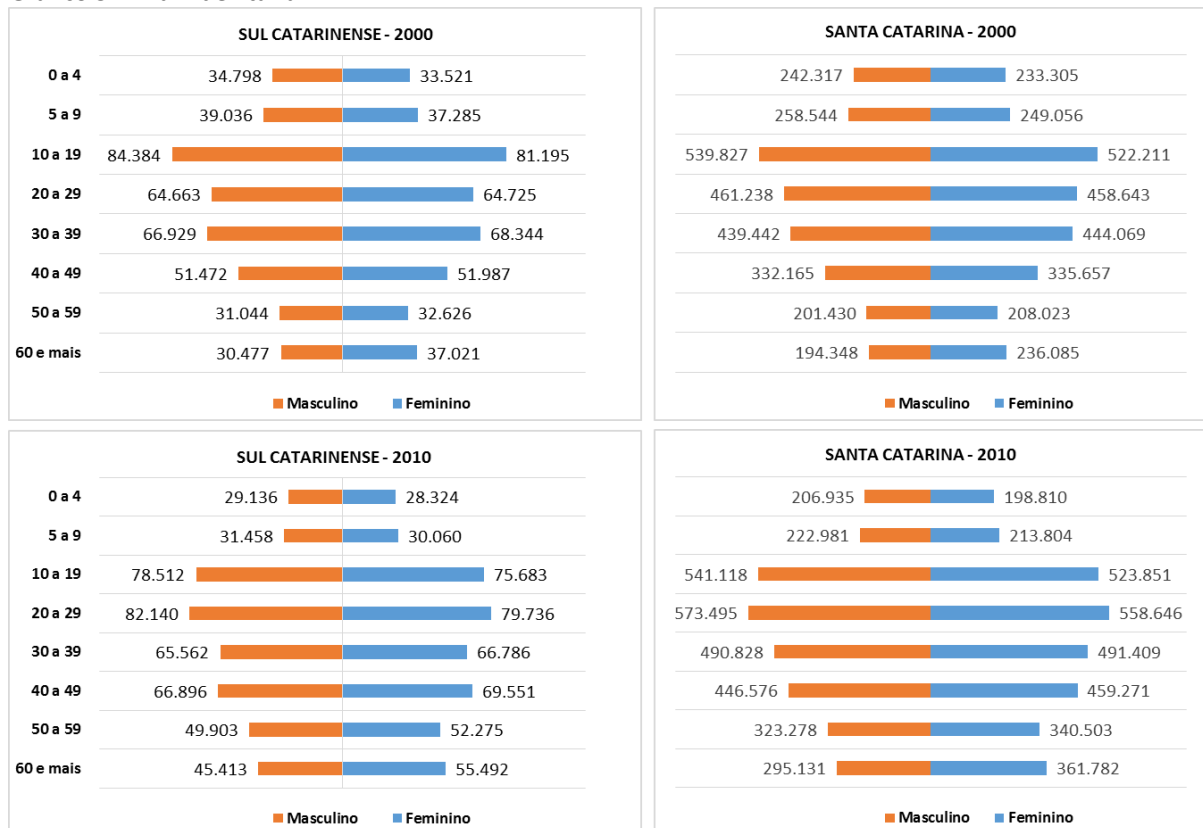 SUL CATARINENSE - 2000
0 a 4 34.798 33.521
5 a 9 39.036 37.285
10 a 19 84.384 81.195
20 a 29 64.663 64.725
30 a 39 66.929 68.344
40 a 49 51.472 51.987
50 a 59 31.044 32.626
60 e mais 30.477 37.021
Masculino Feminino
SANTA CATARINA - 2000
242.317 233.305
258.544 249.056
539.827 522.211
461.238 458.643
439.442 444.069
332.165 335.657
201.430 208.023
194.348 236.085
Masculino Feminino
SUL CATARINENSE - 2010
0 a 4 29.136 28.324
5 a 9 31.458 30.060
10 a 19 78.512 75.683
20 a 29 82.140 79.736
30 a 39 65.562 66.786
40 a 49 66.896 69.551
50 a 59 49.903 52.275
60 e mais 45.413 55.492
Masculino Feminino
SANTA CATARINA - 2010
206.935 198.810
222.981 213.804
541.118 523.851
573.495 558.646
490.828 491.409
446.576 459.271
323.278 340.503
295.131 361.782
Masculino Feminino